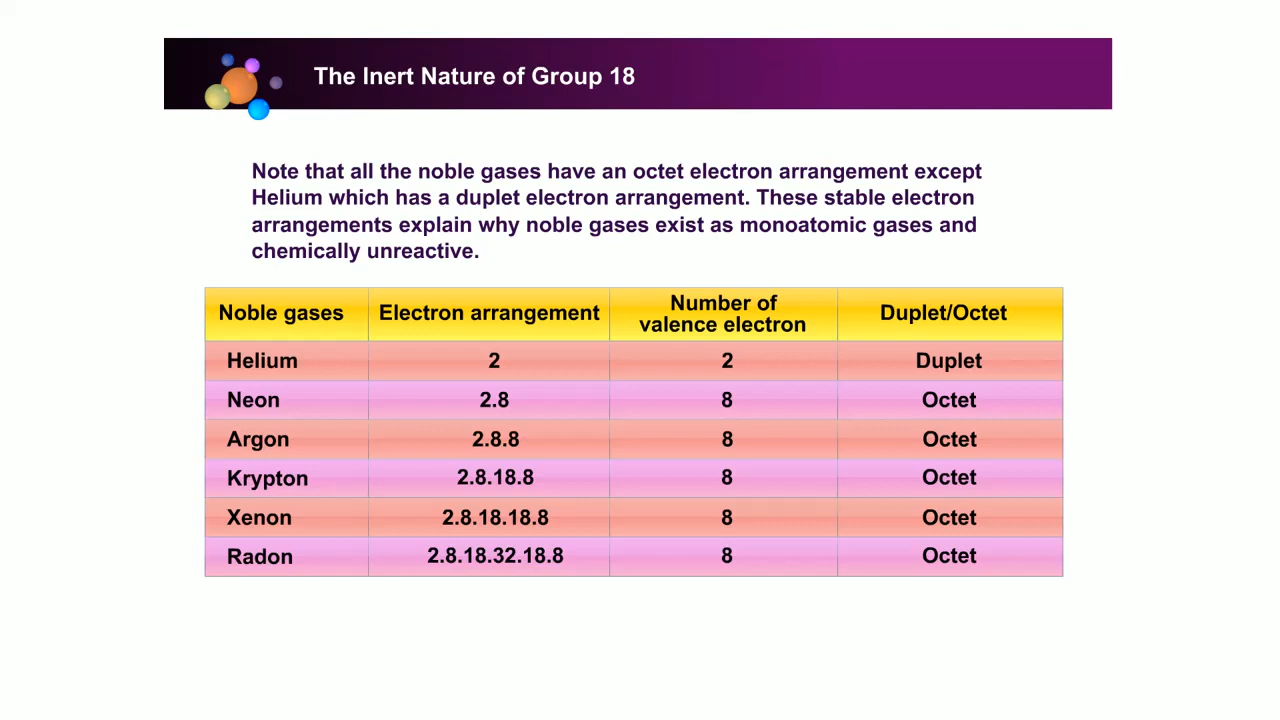 The Inert Nature of Group 18
Note that all the noble gases have an octet electron arrangement except
Helium which has a duplet electron arrangement. These stable electron
arrangements explain why noble gases exist as monoatomic gases and
chemically unreactive.
Noble gases Electron arrangement Number of valence electron Duplet/Octet
Helium 2 2 Duplet
Neon 2.8 8 Octet
Argon 2.8.8 8 Octet
Krypton 2.8.18.8 8 Octet
Xenon 2.8.18.18.8 8 Octet
Radon 2.8.18.32.18.8 8 Octet